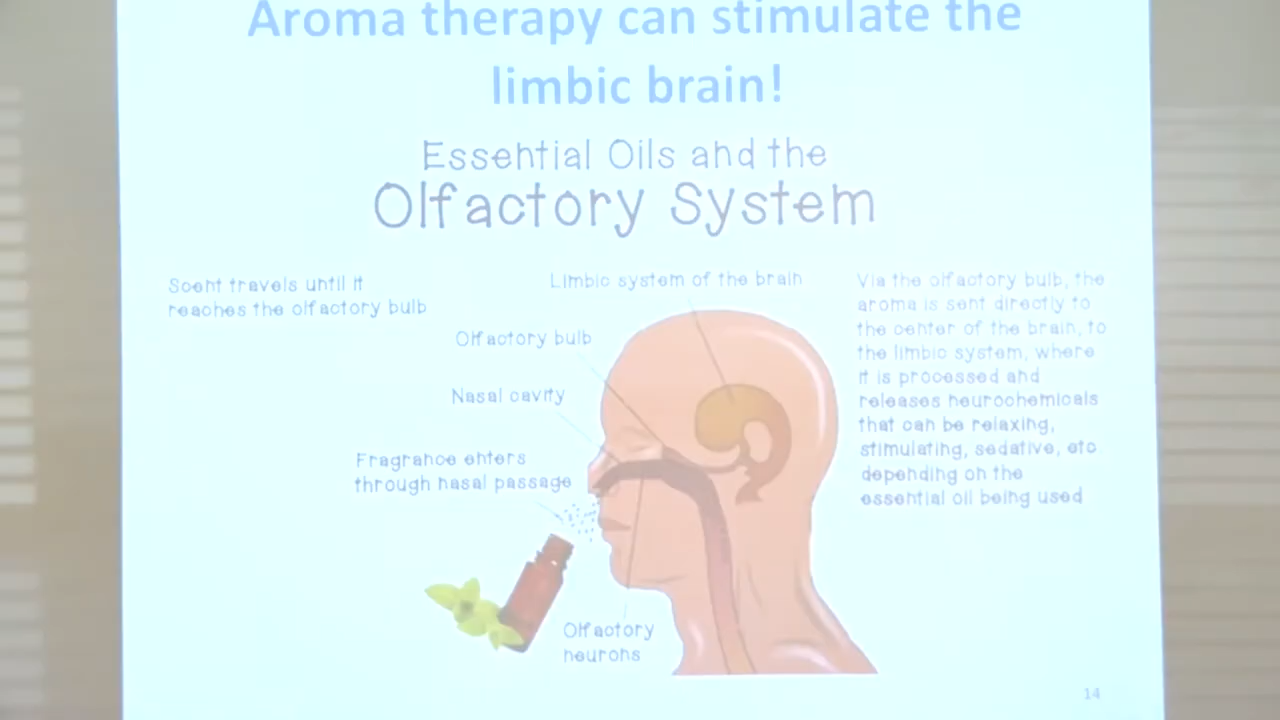 Aroma therapy can stimulate the
limbic brain!
Essential Oils and the
Olfactory System
Scent travels until it
reaches the olfactory bulb
Limbic system of the brain
Olfactory bulb
Nasal cavity
Fragrance enters
through nasal passage
Olfactory
neurons
Via the olfactory bulb, the
aroma is sent directly to
the center of the brain, to
the limbic system, where
it is processed and
releases neurochemicals
that can be relaxing,
stimulating, sedative, etc
depending on the
essential oil being used
14